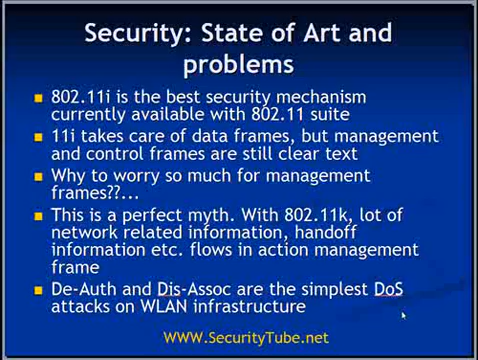 Security: State of Art and
problems
802.11i is the best security mechanism
currently available with 802.11 suite
11i takes care of data frames, but management
and control frames are still clear text
Why to worry so much for management
frames??...
This is a perfect myth. With 802.11k, lot of
network related information, handoff
information etc. flows in action management
frame
De-Auth and Dis-Assoc are the simplest DoS
attacks on WLAN infrastructure
WWW.SecurityTube.net